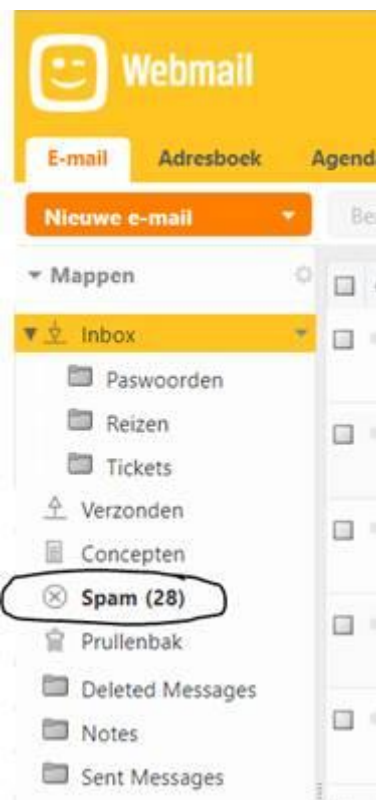 Webmail
E-mail Adresboek Agend
Nieuwe e-mail Be
Mappen
Inbox
Paswoorden
Reizen
Tickets
Verzonden
Concepten
Spam (28)
Prullenbak
Deleted Messages
Notes
Sent Messages